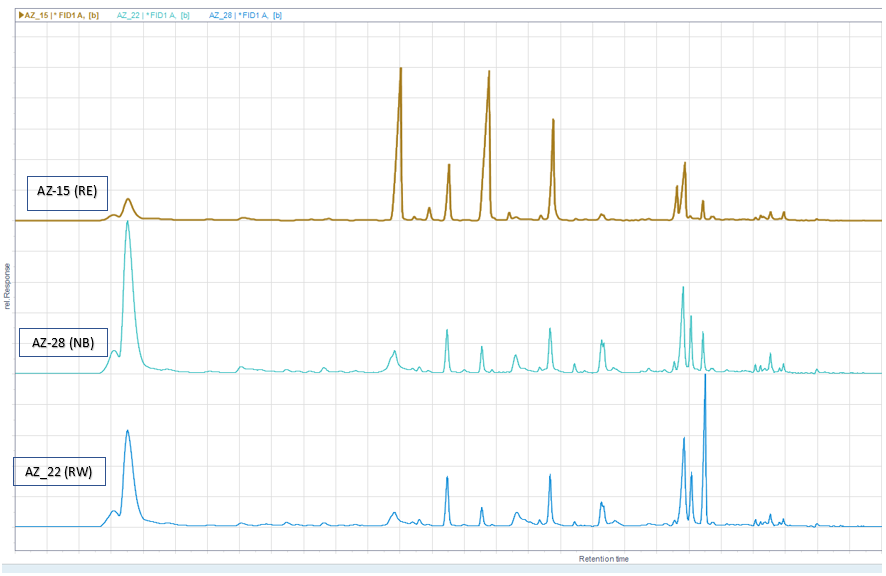 AZ_15 | * FID1 A, [b] AZ_22 | *FID1 A, [b] AZ_28 | *FID1 A, [b]
AZ-15 (RE)
AZ-28 (NB)
AZ_22 (RW)
rel.Response
Retention time